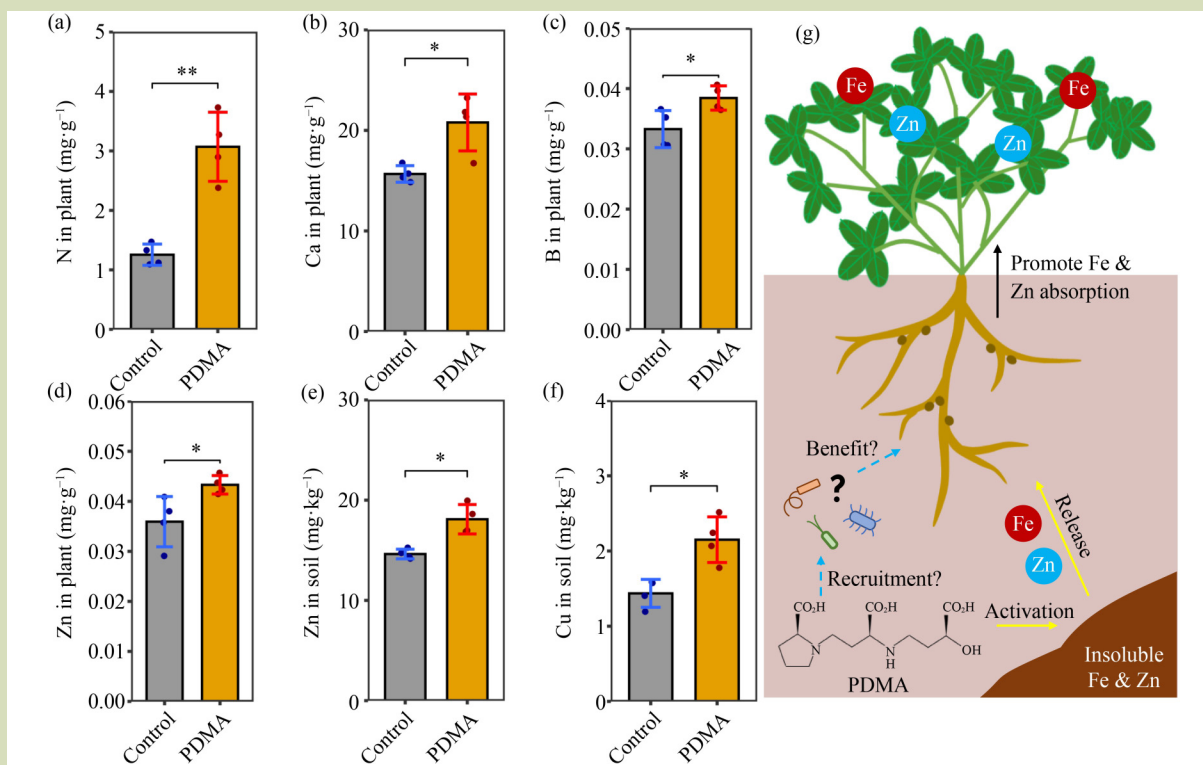 (a)
N in plant (mg·g⁻¹)
5
4
3
2
1
0
**
Control
PDMA
(b)
Ca in plant (mg·g⁻¹)
30
20
10
0
*
Control
PDMA
(c)
B in plant (mg·g⁻¹)
0.05
0.04
0.03
0.02
0.01
0.00
*
Control
PDMA
(d)
Zn in plant (mg·g⁻¹)
0.06
0.05
0.04
0.03
0.02
0.01
0.00
*
Control
PDMA
(e)
Zn in soil (mg·kg⁻¹)
30
20
10
0
*
Control
PDMA
(f)
Cu in soil (mg·kg⁻¹)
4
3
2
1
0
*
Control
PDMA
(g)
Fe
Fe
Zn
Zn
Promote Fe &
Zn absorption
Benefit?
?
Recruitment?
Fe
Zn
Release
Activation
CO₂H
CO₂H
CO₂H
N
N
H
OH
PDMA
Insoluble
Fe & Zn